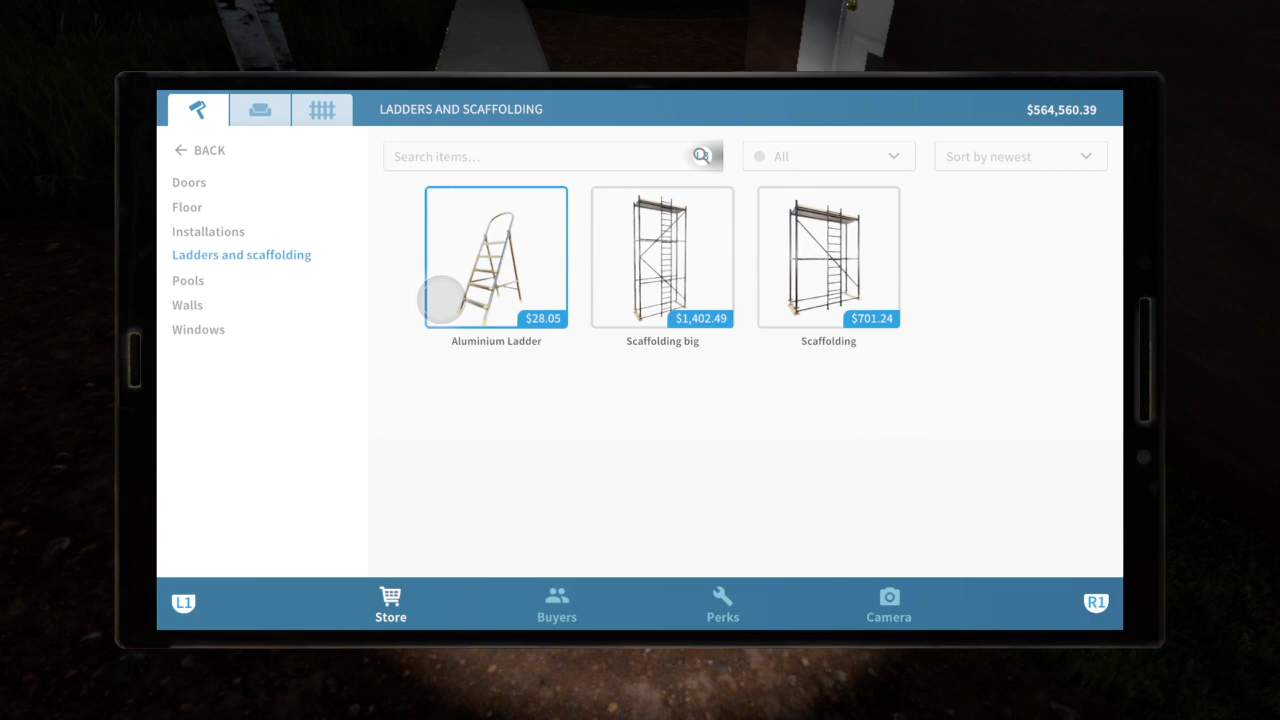 LADDERS AND SCAFFOLDING
$564,560.39
BACK
Search items...
All
Sort by newest
Doors
Floor
Installations
Ladders and scaffolding
Pools
Walls
Windows
$28.05
$1,402.49
$701.24
Aluminium Ladder
Scaffolding big
Scaffolding
L1
Store
Buyers
Perks
Camera
R1